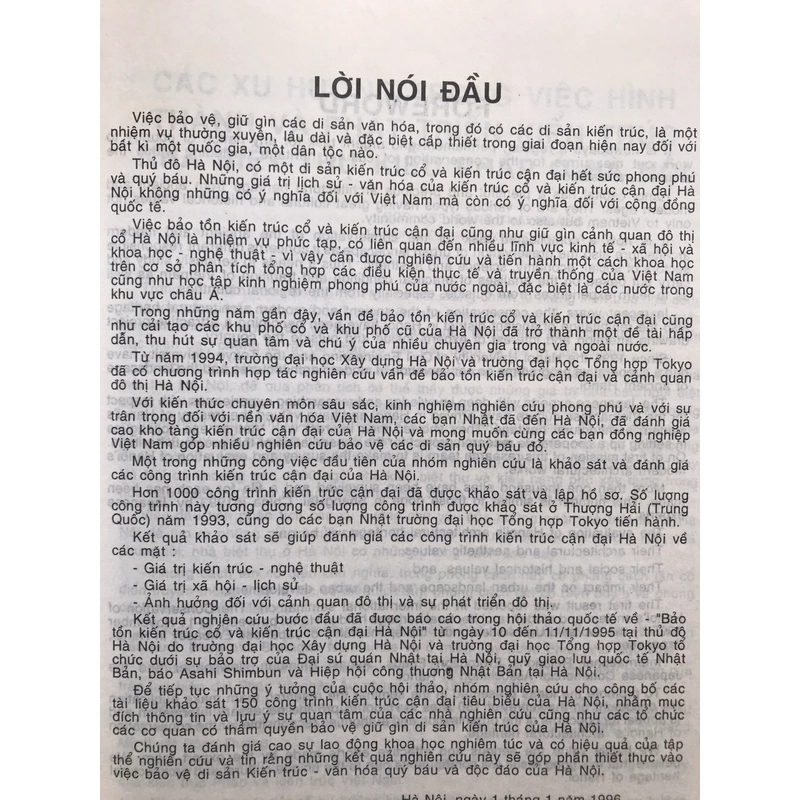 LỜI NÓI ĐẦU
Việc bảo vệ, giữ gìn các di sản văn hóa, trong đó có các di sản kiến trúc, là một
nhiệm vụ thường xuyên, lâu dài và đặc biệt cấp thiết trong giai đoạn hiện nay đối với
bất kì một quốc gia, một dân tộc nào.
Thủ đô Hà Nội, có một di sản kiến trúc cổ và kiến trúc cận đại hết sức phong phú
và quý báu. Những giá trị lịch sử - văn hóa của kiến trúc cổ và kiến trúc cận đại Hà
Nội không những có ý nghĩa đối với Việt Nam mà còn có ý nghĩa đối với cộng đồng
quốc tế.
Việc bảo tồn kiến trúc cổ và kiến trúc cận đại cũng như giữ gìn cảnh quan đô thị
cổ Hà Nội là nhiệm vụ phức tạp, có liên quan đến nhiều lĩnh vực kinh tế - xã hội và
khoa học - nghệ thuật - vì vậy cần được nghiên cứu và tiến hành một cách khoa học
trên cơ sở phân tích tổng hợp các điều kiện thực tế và truyền thống của Việt Nam
cũng như học tập kinh nghiệm phong phú của nước ngoài, đặc biệt là các nước trong
khu vực châu Á.
Trong những năm gần đây, vấn đề bảo tồn kiến trúc cổ và kiến trúc cận đại cũng
như cải tạo các khu phố cổ và khu phố cũ của Hà Nội đã trở thành một đề tài hấp
dẫn, thu hút sự quan tâm và chú ý của nhiều chuyên gia trong và ngoài nước.
Từ năm 1994, trường đại học Xây dựng Hà Nội và trường đại học Tổng hợp Tokyo
đã có chương trình hợp tác nghiên cứu vấn đề bảo tồn kiến trúc cận đại và cảnh quan
đô thị Hà Nội.
Với kiến thức chuyên môn sâu sắc, kinh nghiệm nghiên cứu phong phú và với sự
trân trọng đối với nền văn hóa Việt Nam, các bạn Nhật đã đến Hà Nội, đã đánh giá
cao kho tàng kiến trúc cận đại của Hà Nội và mong muốn cùng các bạn đồng nghiệp
Việt Nam góp nhiều nghiên cứu bảo vệ các di sản quý báu đó.
Một trong những công việc đầu tiên của nhóm nghiên cứu là khảo sát và đánh giá
các công trình kiến trúc cận đại của Hà Nội.
Hơn 1000 công trình kiến trúc cận đại đã được khảo sát và lập hồ sơ. Số lượng
công trình này tương đương số lượng công trình được khảo sát ở Thượng Hải (Trung
Quốc) năm 1993, cũng do các bạn Nhật trường đại học Tổng hợp Tokyo tiến hành.
Kết quả khảo sát sẽ giúp đánh giá các công trình kiến trúc cận đại Hà Nội về
các mặt :
- Giá trị kiến trúc - nghệ thuật
- Giá trị xã hội - lịch sử
- Ảnh hưởng đối với cảnh quan đô thị và sự phát triển đô thị.
Kết quả nghiên cứu bước đầu đã được báo cáo trong hội thảo quốc tế về - "Bảo
tồn kiến trúc cổ và kiến trúc cận đại Hà Nội" từ ngày 10 đến 11/11/1995 tại thủ đô
Hà Nội do trường đại học Xây dựng Hà Nội và trường đại học Tổng hợp Tokyo tổ
chức dưới sự bảo trợ của Đại sứ quán Nhật tại Hà Nội, quỹ giao lưu quốc tế Nhật
Bản, báo Asahi Shimbun và Hiệp hội công thương Nhật Bản tại Hà Nội.
Để tiếp tục những ý tưởng của cuộc hội thảo, nhóm nghiên cứu cho công bố các
tài liệu khảo sát 150 công trình kiến trúc cận đại tiêu biểu của Hà Nội, nhằm mục
đích thông tin và lưu ý sự quan tâm của các nhà nghiên cứu cũng như các tổ chức
các cơ quan có thẩm quyền bảo vệ giữ gìn di sản kiến trúc của Hà Nội.
Chúng ta đánh giá cao sự lao động khoa học nghiêm túc và có hiệu quả của tập
thể nghiên cứu và tin rằng những kết quả nghiên cứu này sẽ góp phần thiết thực vào
việc bảo vệ di sản Kiến trúc - văn hóa quý báu và độc đáo của Hà Nội.
Hà Nội, ngày 1 tháng 1 năm 1996